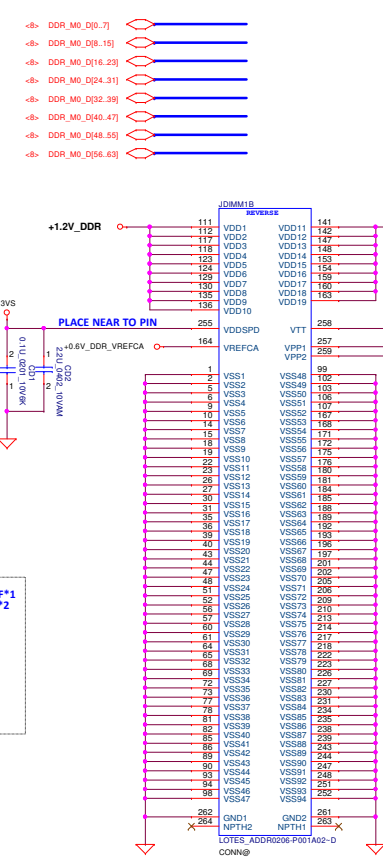 <8> DDR_M0_D[0..7]
<8> DDR_M0_D[8..15]
<8> DDR_M0_D[16..23]
<8> DDR_M0_D[24..31]
<8> DDR_M0_D[32..39]
<8> DDR_M0_D[40..47]
<8> DDR_M0_D[48..55]
<8> DDR_M0_D[56..63]
JDIMM1B
REVERSE
+1.2V_DDR
111 VDD1 VDD11 141
112 VDD2 VDD12 142
117 VDD3 VDD13 147
118 VDD4 VDD14 148
123 VDD5 VDD15 153
124 VDD6 VDD16 154
129 VDD7 VDD17 159
130 VDD8 VDD18 160
135 VDD9 VDD19 163
136 VDD10
3VS
PLACE NEAR TO PIN
255 VDDSPD VTT 258
+0.6V_DDR_VREFCA 164 VREFCA VPP1 257
VPP2 259
0.1U_0201_10V6K
2 1
CD1
2.2U_0402_10VAM
1 2
CD2
1 VSS1 VSS48 99
2 VSS2 VSS49 102
5 VSS3 VSS50 103
6 VSS4 VSS51 106
9 VSS5 VSS52 107
10 VSS6 VSS53 167
14 VSS7 VSS54 168
15 VSS8 VSS55 171
18 VSS9 VSS56 172
19 VSS10 VSS57 175
22 VSS11 VSS58 176
23 VSS12 VSS59 180
26 VSS13 VSS60 181
27 VSS14 VSS61 184
30 VSS15 VSS62 185
31 VSS16 VSS63 188
35 VSS17 VSS64 189
36 VSS18 VSS65 192
39 VSS19 VSS66 193
40 VSS20 VSS67 196
43 VSS21 VSS68 197
44 VSS22 VSS69 201
47 VSS23 VSS70 202
48 VSS24 VSS71 205
51 VSS25 VSS72 206
52 VSS26 VSS73 209
56 VSS27 VSS74 210
57 VSS28 VSS75 213
60 VSS29 VSS76 214
61 VSS30 VSS77 217
64 VSS31 VSS78 218
65 VSS32 VSS79 222
68 VSS33 VSS80 223
69 VSS34 VSS81 226
72 VSS35 VSS82 227
73 VSS36 VSS83 230
77 VSS37 VSS84 231
78 VSS38 VSS85 234
81 VSS39 VSS86 235
82 VSS40 VSS87 238
85 VSS41 VSS88 239
86 VSS42 VSS89 243
89 VSS43 VSS90 244
90 VSS44 VSS91 247
93 VSS45 VSS92 248
94 VSS46 VSS93 251
98 VSS47 VSS94 252
F*1
*2
262 GND1 GND2 261
264 NPTH2 NPTH1 263
LOTES_ADDR0206-P001A02~D
CONN@